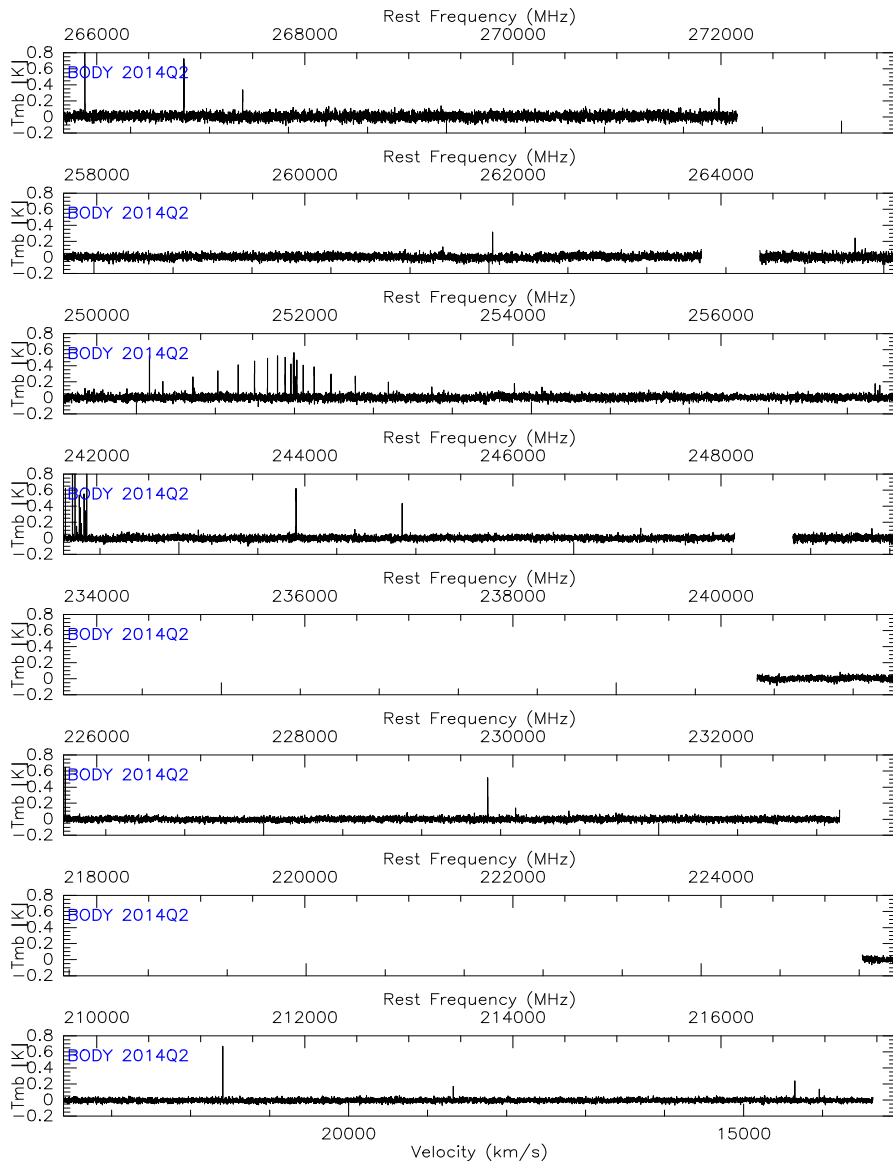 Rest Frequency (MHz)
266000 268000 270000 272000
BODY 2014Q2
Tmb [K]
0.8
0.6
0.4
0.2
0
−0.2
Rest Frequency (MHz)
258000 260000 262000 264000
BODY 2014Q2
Tmb [K]
0.8
0.6
0.4
0.2
0
−0.2
Rest Frequency (MHz)
250000 252000 254000 256000
BODY 2014Q2
Tmb [K]
0.8
0.6
0.4
0.2
0
−0.2
Rest Frequency (MHz)
242000 244000 246000 248000
BODY 2014Q2
Tmb [K]
0.8
0.6
0.4
0.2
0
−0.2
Rest Frequency (MHz)
234000 236000 238000 240000
BODY 2014Q2
Tmb [K]
0.8
0.6
0.4
0.2
0
−0.2
Rest Frequency (MHz)
226000 228000 230000 232000
BODY 2014Q2
Tmb [K]
0.8
0.6
0.4
0.2
0
−0.2
Rest Frequency (MHz)
218000 220000 222000 224000
BODY 2014Q2
Tmb [K]
0.8
0.6
0.4
0.2
0
−0.2
Rest Frequency (MHz)
210000 212000 214000 216000
BODY 2014Q2
Tmb [K]
0.8
0.6
0.4
0.2
0
−0.2
20000 15000
Velocity (km/s)